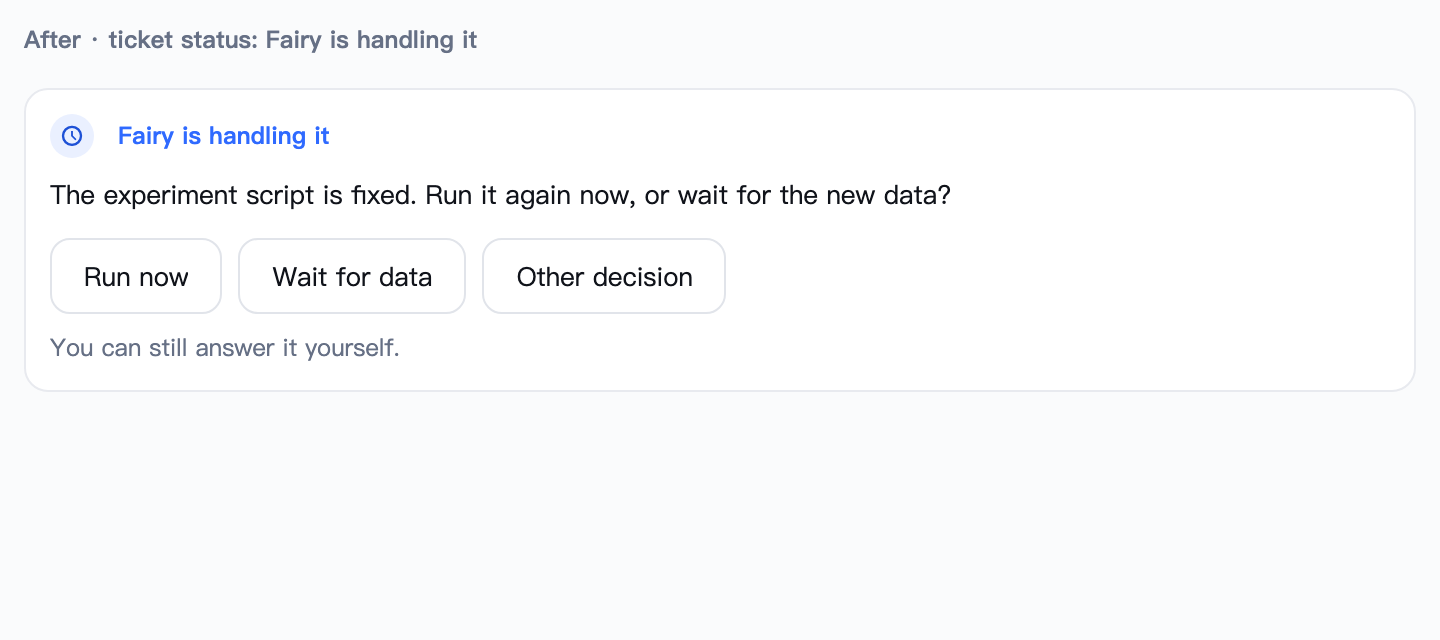 After · ticket status: Fairy is handling it
Fairy is handling it
The experiment script is fixed. Run it again now, or wait for the new data?
Run now
Wait for data
Other decision
You can still answer it yourself.